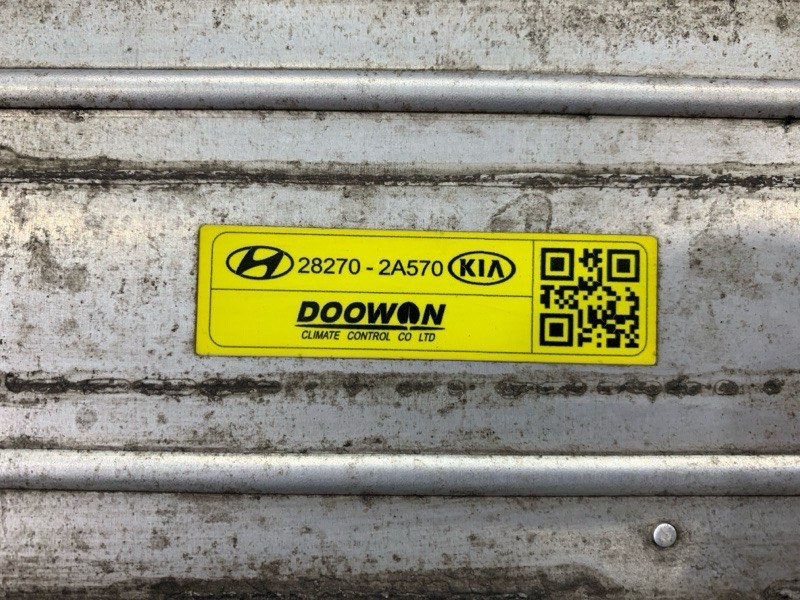 28270 - 2A570 KIA
DOOWON
CLIMATE CONTROL CO LTD